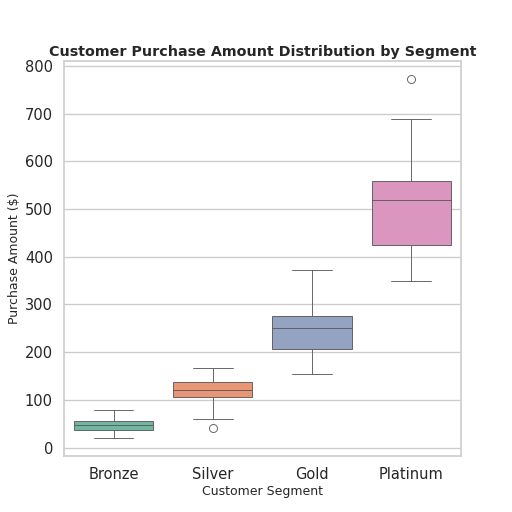 Customer Purchase Amount Distribution by Segment
800
700
600
500
400
300
200
100
0
Purchase Amount ($)
Bronze Silver Gold Platinum
Customer Segment